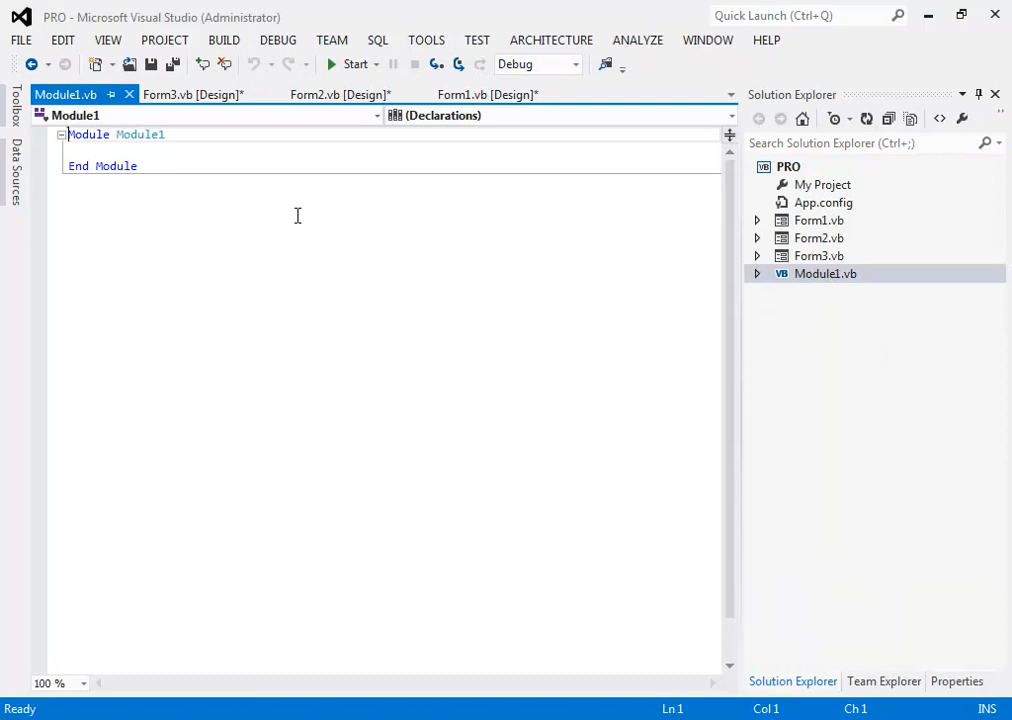 PRO - Microsoft Visual Studio (Administrator)
Quick Launch (Ctrl+Q)
FILE EDIT VIEW PROJECT BUILD DEBUG TEAM SQL TOOLS TEST ARCHITECTURE ANALYZE WINDOW HELP
Start Debug
Toolbox
Data Sources
Module1.vb Form3.vb [Design]* Form2.vb [Design]* Form1.vb [Design]*
Module1 (Declarations)
Module Module1
End Module
100 %
Solution Explorer
Search Solution Explorer (Ctrl+;)
VB PRO
My Project
App.config
Form1.vb
Form2.vb
Form3.vb
VB Module1.vb
Solution Explorer Team Explorer Properties
Ready Ln 1 Col 1 Ch 1 INS